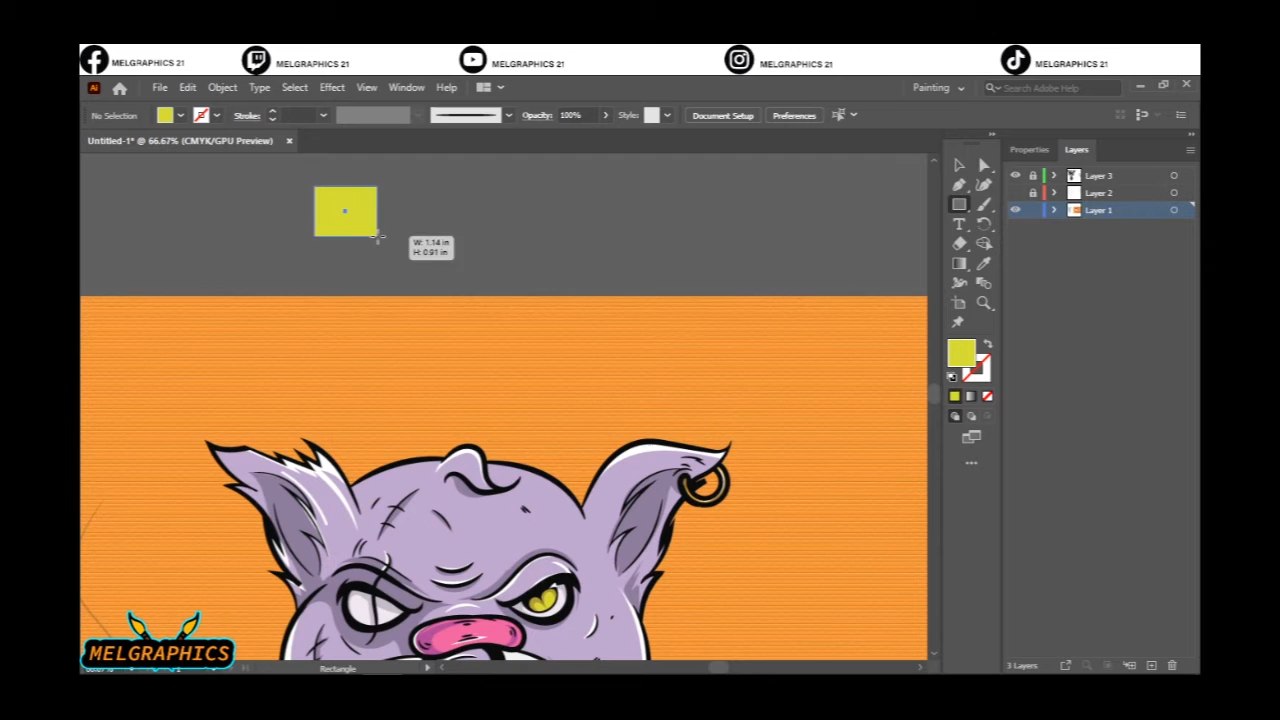 MELGRAPHICS 21
MELGRAPHICS 21
MELGRAPHICS 21
MELGRAPHICS 21
MELGRAPHICS 21
Ai File Edit Object Type Select Effect View Window Help Painting Search Adobe Help
No Selection Stroke: Opacity: 100% Style: Document Setup Preferences
Untitled-1* @ 66.67% (CMYK/GPU Preview)
Properties Layers
Layer 3
Layer 2
Layer 1
W: 1.14 in
H: 0.91 in
MELGRAPHICS
Rectangle
3 Layers